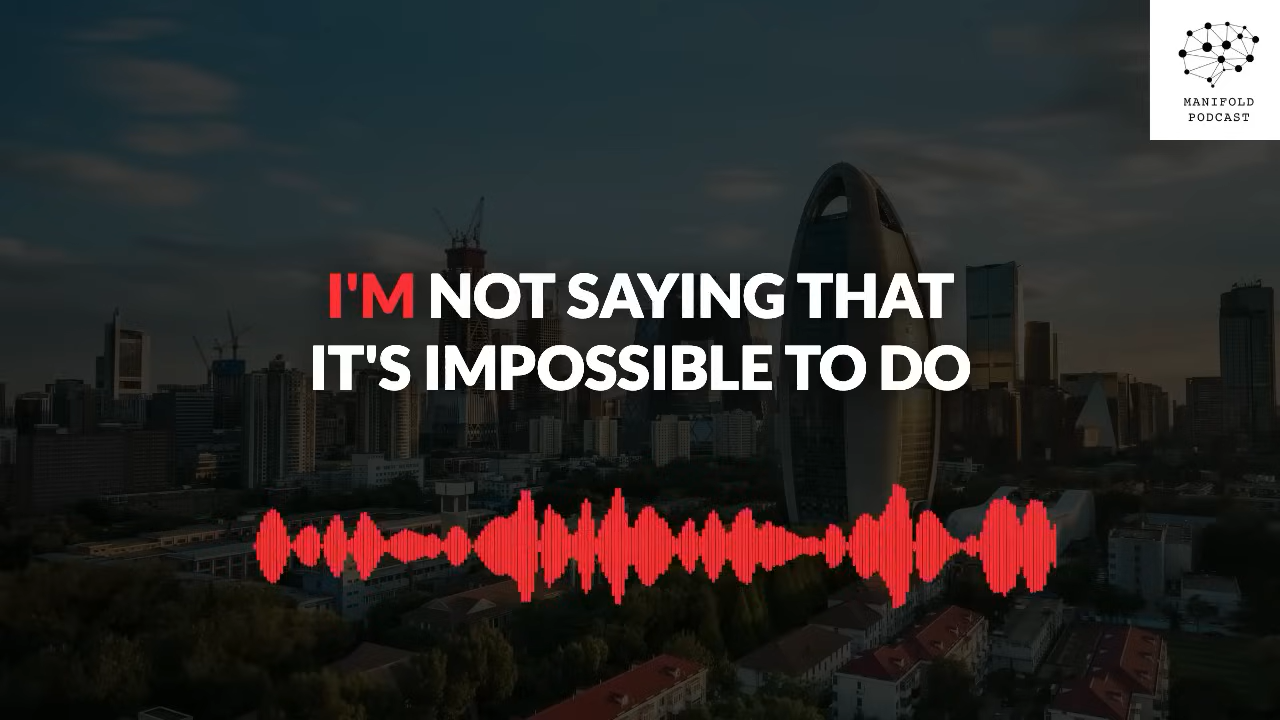 MANIFOLD
PODCAST
I'M NOT SAYING THAT
IT'S IMPOSSIBLE TO DO